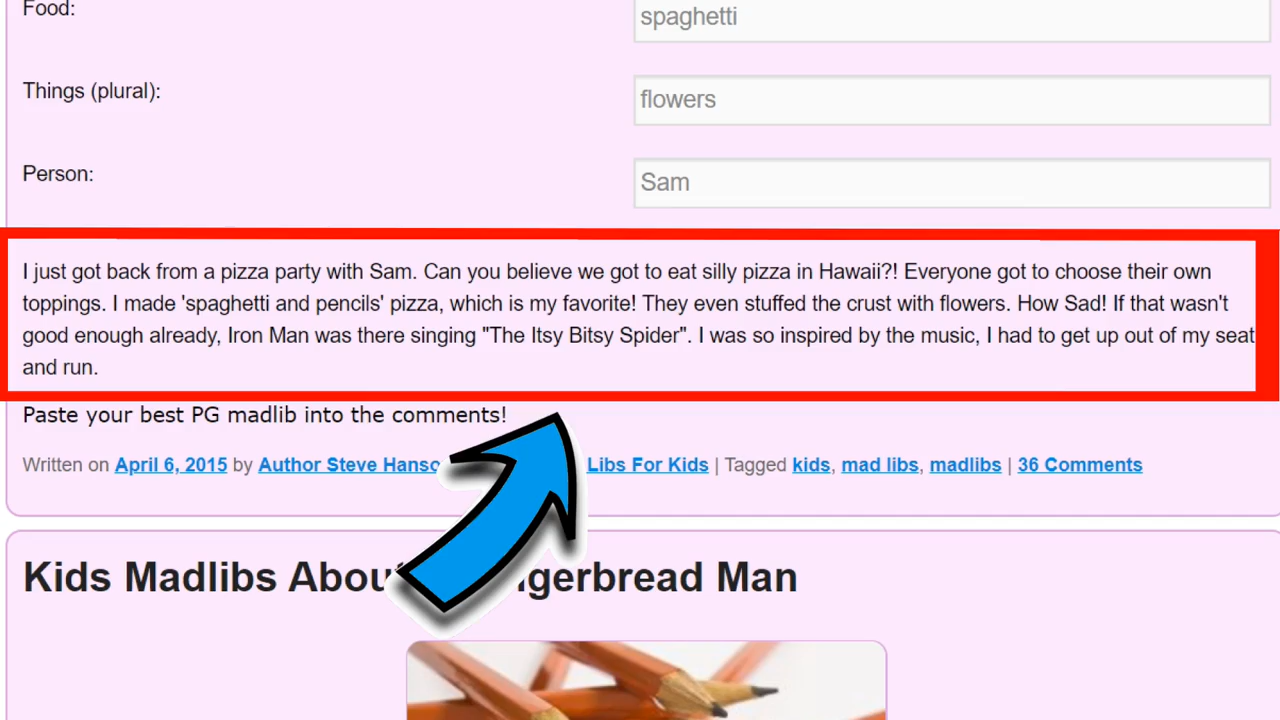 Food:
spaghetti
Things (plural):
flowers
Person:
Sam
I just got back from a pizza party with Sam. Can you believe we got to eat silly pizza in Hawaii?! Everyone got to choose their own
toppings. I made 'spaghetti and pencils' pizza, which is my favorite! They even stuffed the crust with flowers. How Sad! If that wasn't
good enough already, Iron Man was there singing "The Itsy Bitsy Spider". I was so inspired by the music, I had to get up out of my seat
and run.
Paste your best PG madlib into the comments!
Written on April 6, 2015 by Author Steve Hanso Libs For Kids | Tagged kids, mad libs, madlibs | 36 Comments
Kids Madlibs Abou gerbread Man